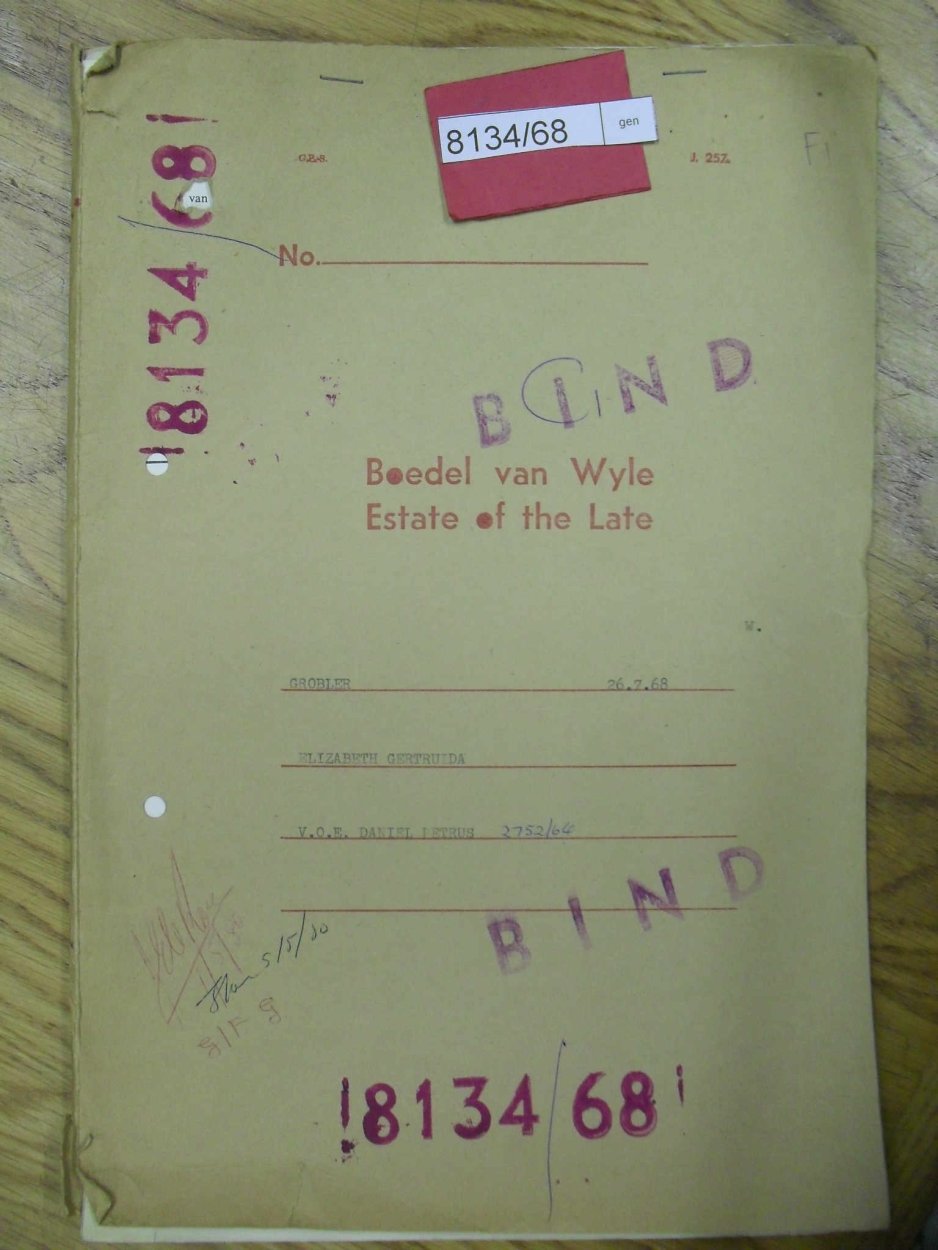 8134/68 gen
G.P.-S. J. 257.
F1
8134/68
van
No.
BIND
Boedel van Wyle
Estate of the Late
W.
GROBLER 26.7.68
ELIZABETH GERTRUIDA
V.O.E. DANIEL PETRUS 2752/64
BIND
5/5/80
S/F G
8134/68